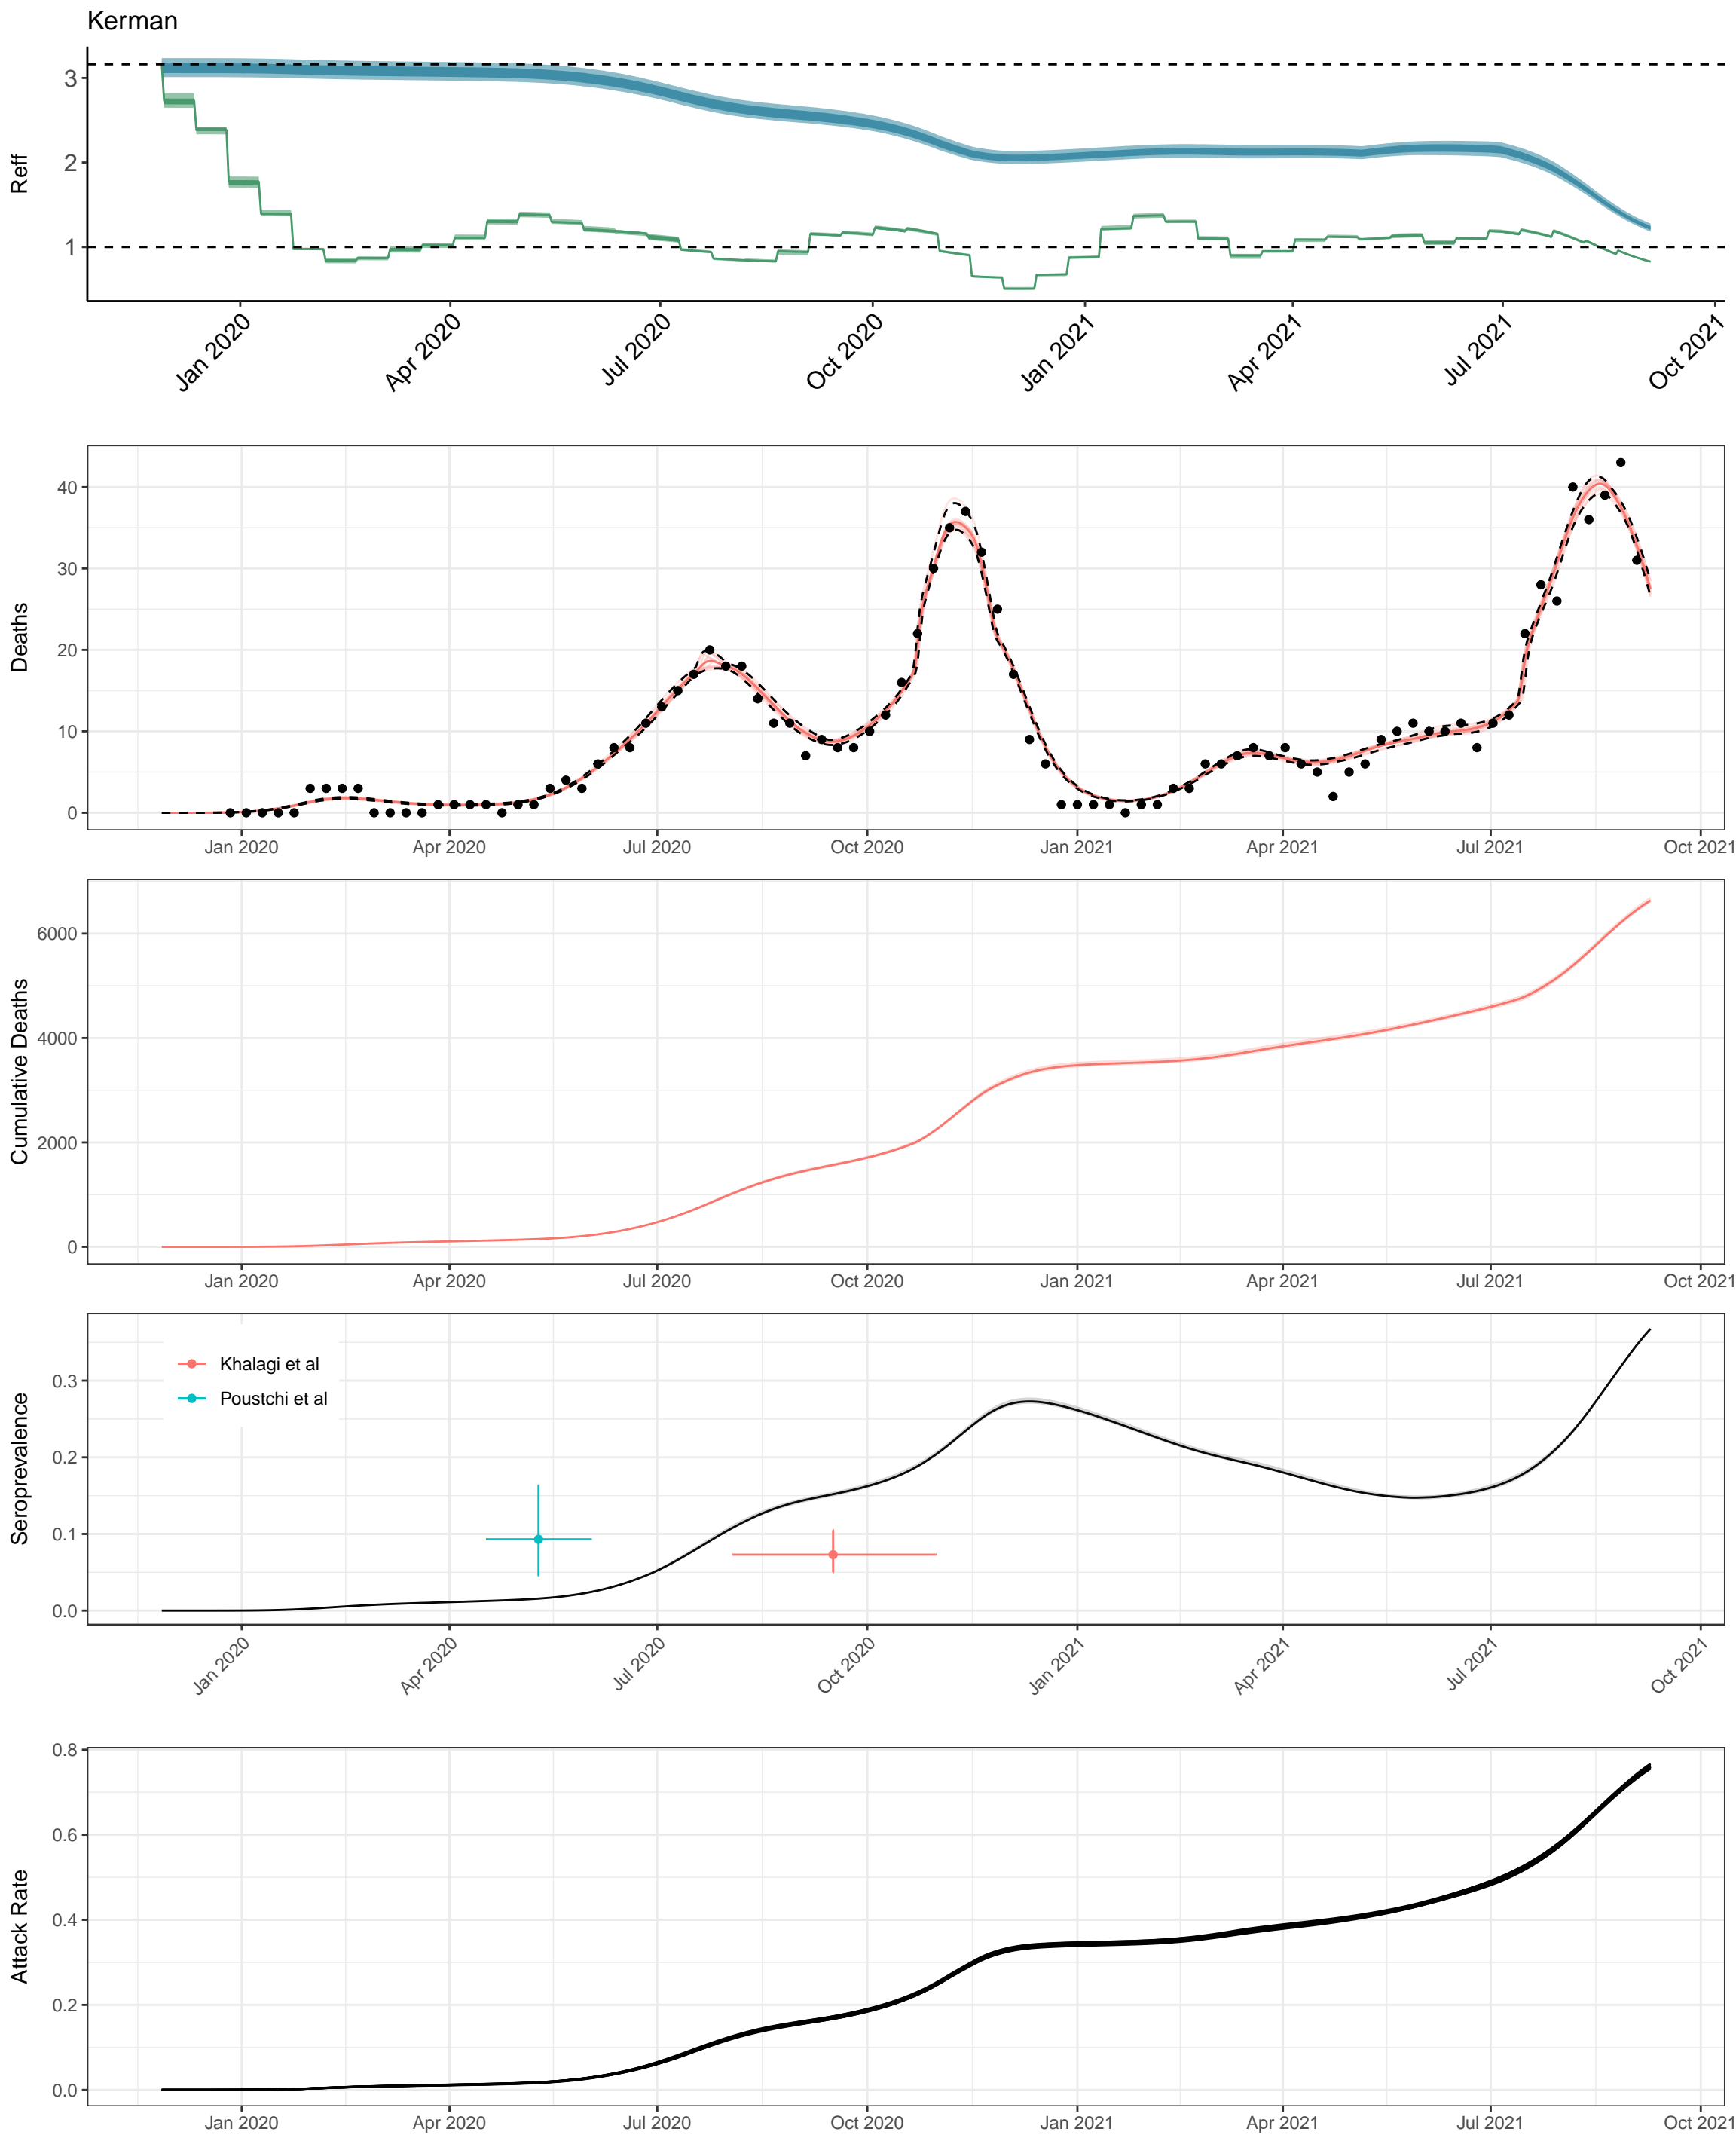 Kerman
Reff
3
2
1
Jan 2020
Apr 2020
Jul 2020
Oct 2020
Jan 2021
Apr 2021
Jul 2021
Oct 2021
Deaths
40
30
20
10
0
Jan 2020
Apr 2020
Jul 2020
Oct 2020
Jan 2021
Apr 2021
Jul 2021
Oct 2021
Cumulative Deaths
6000
4000
2000
0
Jan 2020
Apr 2020
Jul 2020
Oct 2020
Jan 2021
Apr 2021
Jul 2021
Oct 2021
Seroprevalence
0.3
0.2
0.1
0.0
Khalagi et al
Poustchi et al
Jan 2020
Apr 2020
Jul 2020
Oct 2020
Jan 2021
Apr 2021
Jul 2021
Oct 2021
Attack Rate
0.8
0.6
0.4
0.2
0.0
Jan 2020
Apr 2020
Jul 2020
Oct 2020
Jan 2021
Apr 2021
Jul 2021
Oct 2021